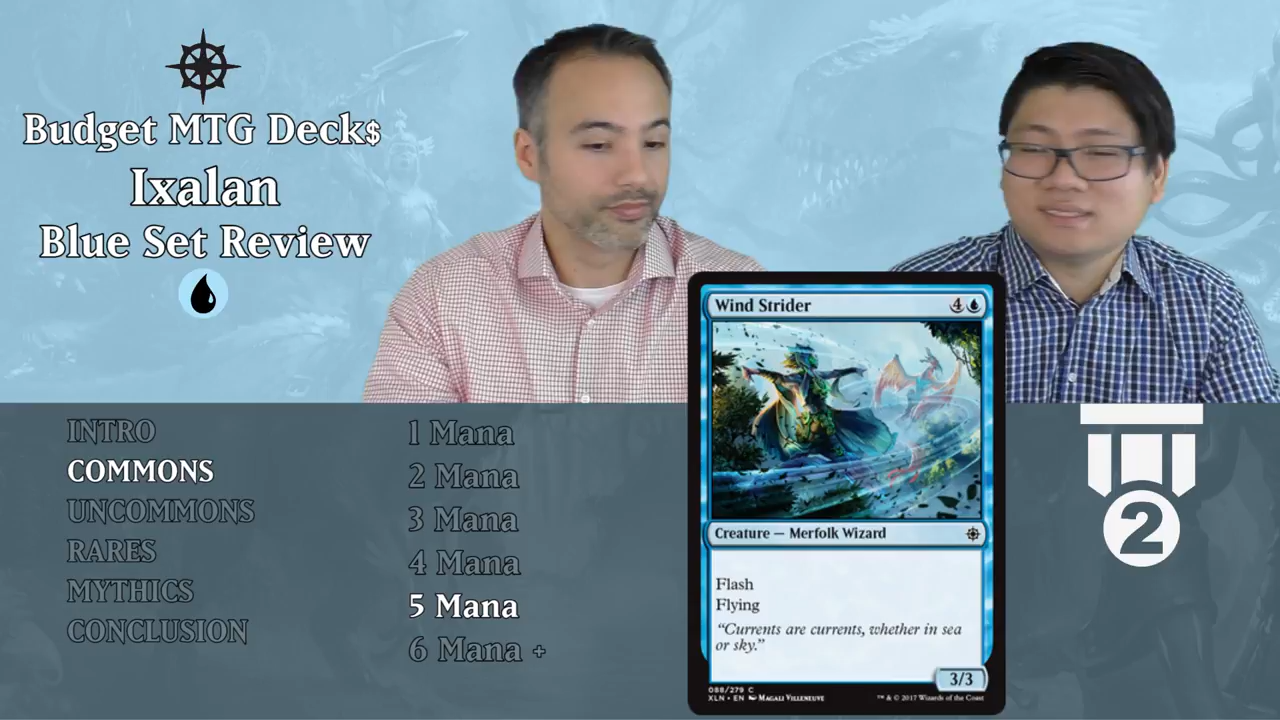 Budget MTG Deck$
Ixalan
Blue Set Review
INTRO
COMMONS
UNCOMMONS
RARES
MYTHICS
CONCLUSION
1 Mana
2 Mana
3 Mana
4 Mana
5 Mana
6 Mana +
Wind Strider 4
Creature — Merfolk Wizard
Flash
Flying
“Currents are currents, whether in sea
or sky.”
3/3
088/279 C
XLN • EN Magali Villeneuve
™ & © 2017 Wizards of the Coast
2